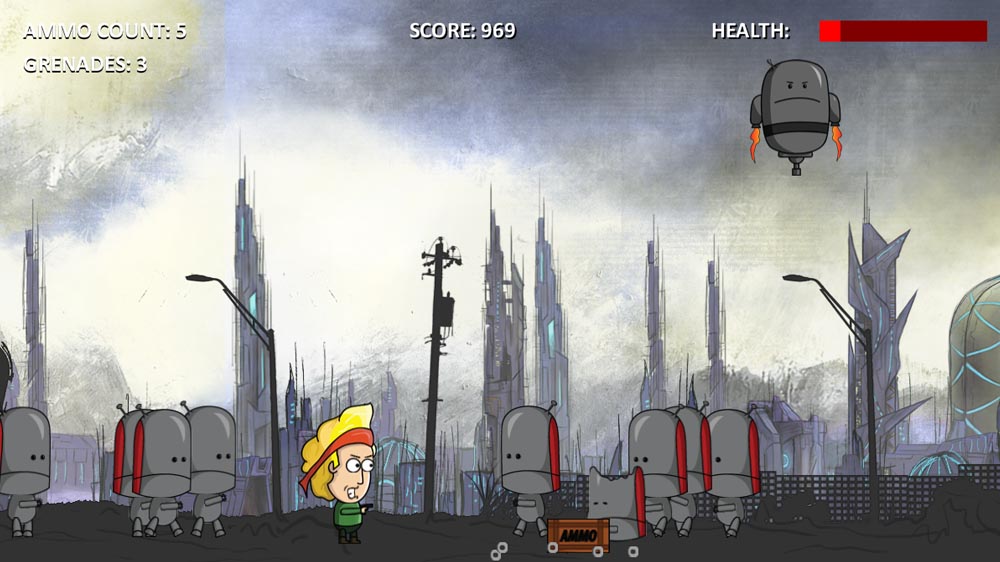 AMMO COUNT: 5
SCORE: 969
HEALTH:
GRENADES: 3
AMMO